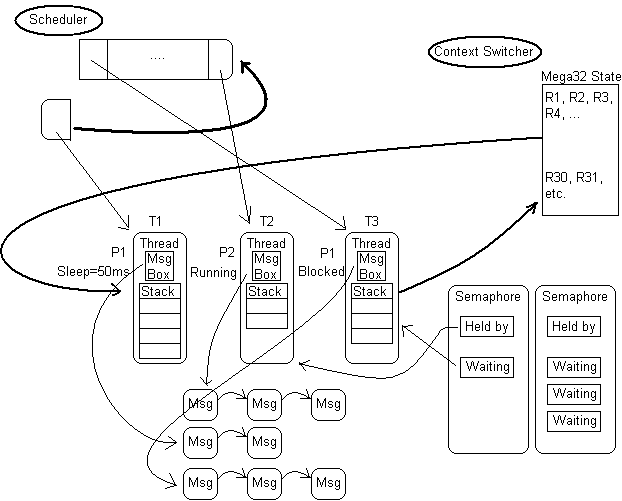 Scheduler
....
Context Switcher
Mega32 State
R1, R2, R3,
R4, ...
R30, R31,
etc.
T1
T2
T3
P1
Sleep=50ms
Thread
Msg
Box
Stack
P2
Running
Thread
Msg
Box
Stack
P1
Blocked
Thread
Msg
Box
Stack
Semaphore
Held by
Waiting
Semaphore
Held by
Waiting
Waiting
Waiting
Msg
Msg
Msg
Msg
Msg
Msg
Msg
Msg